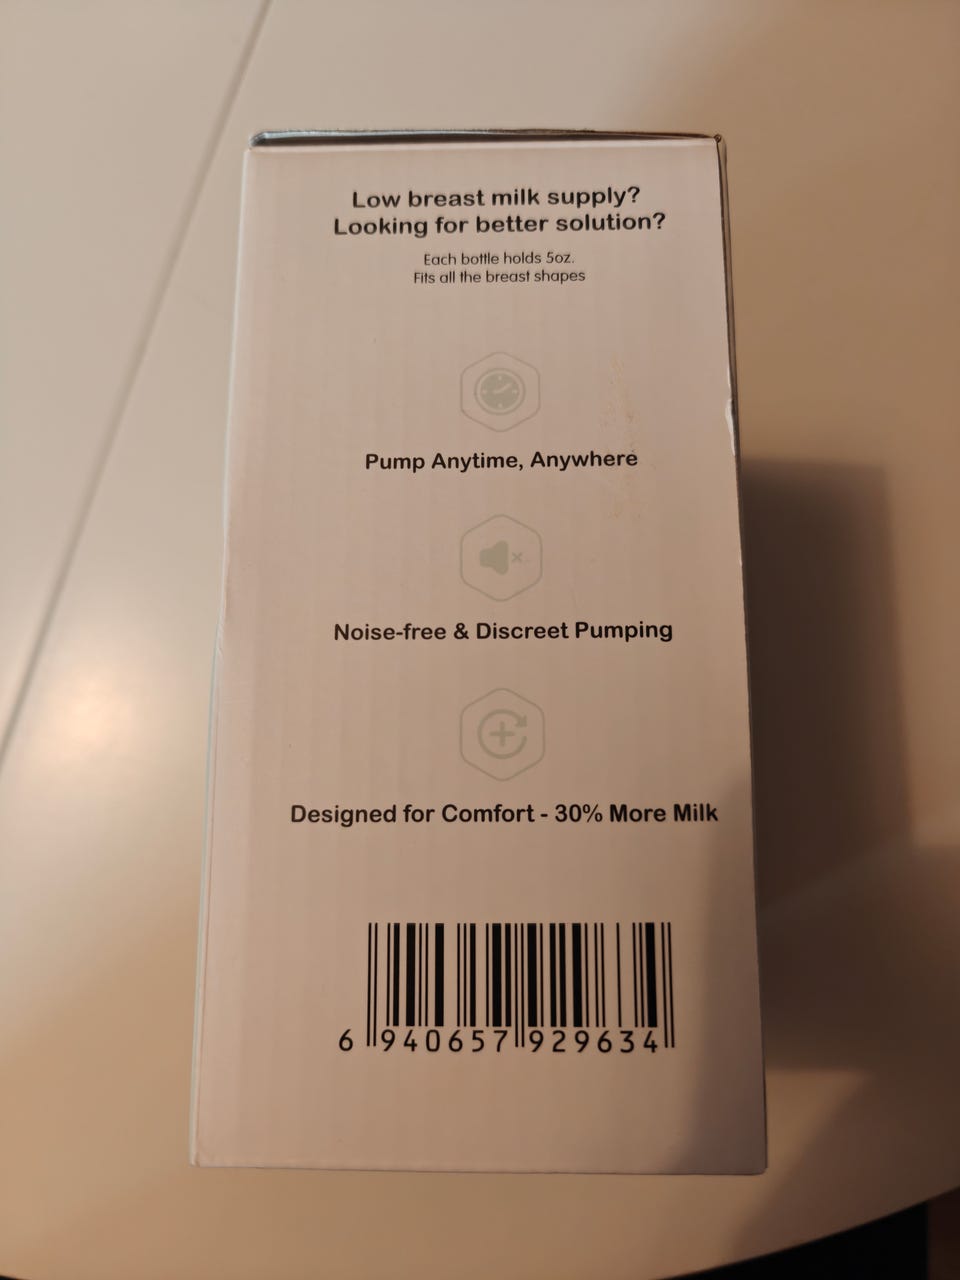 Low breast milk supply?
Looking for better solution?
Each bottle holds 5oz.
Fits all the breast shapes
Pump Anytime, Anywhere
Noise-free & Discreet Pumping
Designed for Comfort - 30% More Milk
6 940657 929634